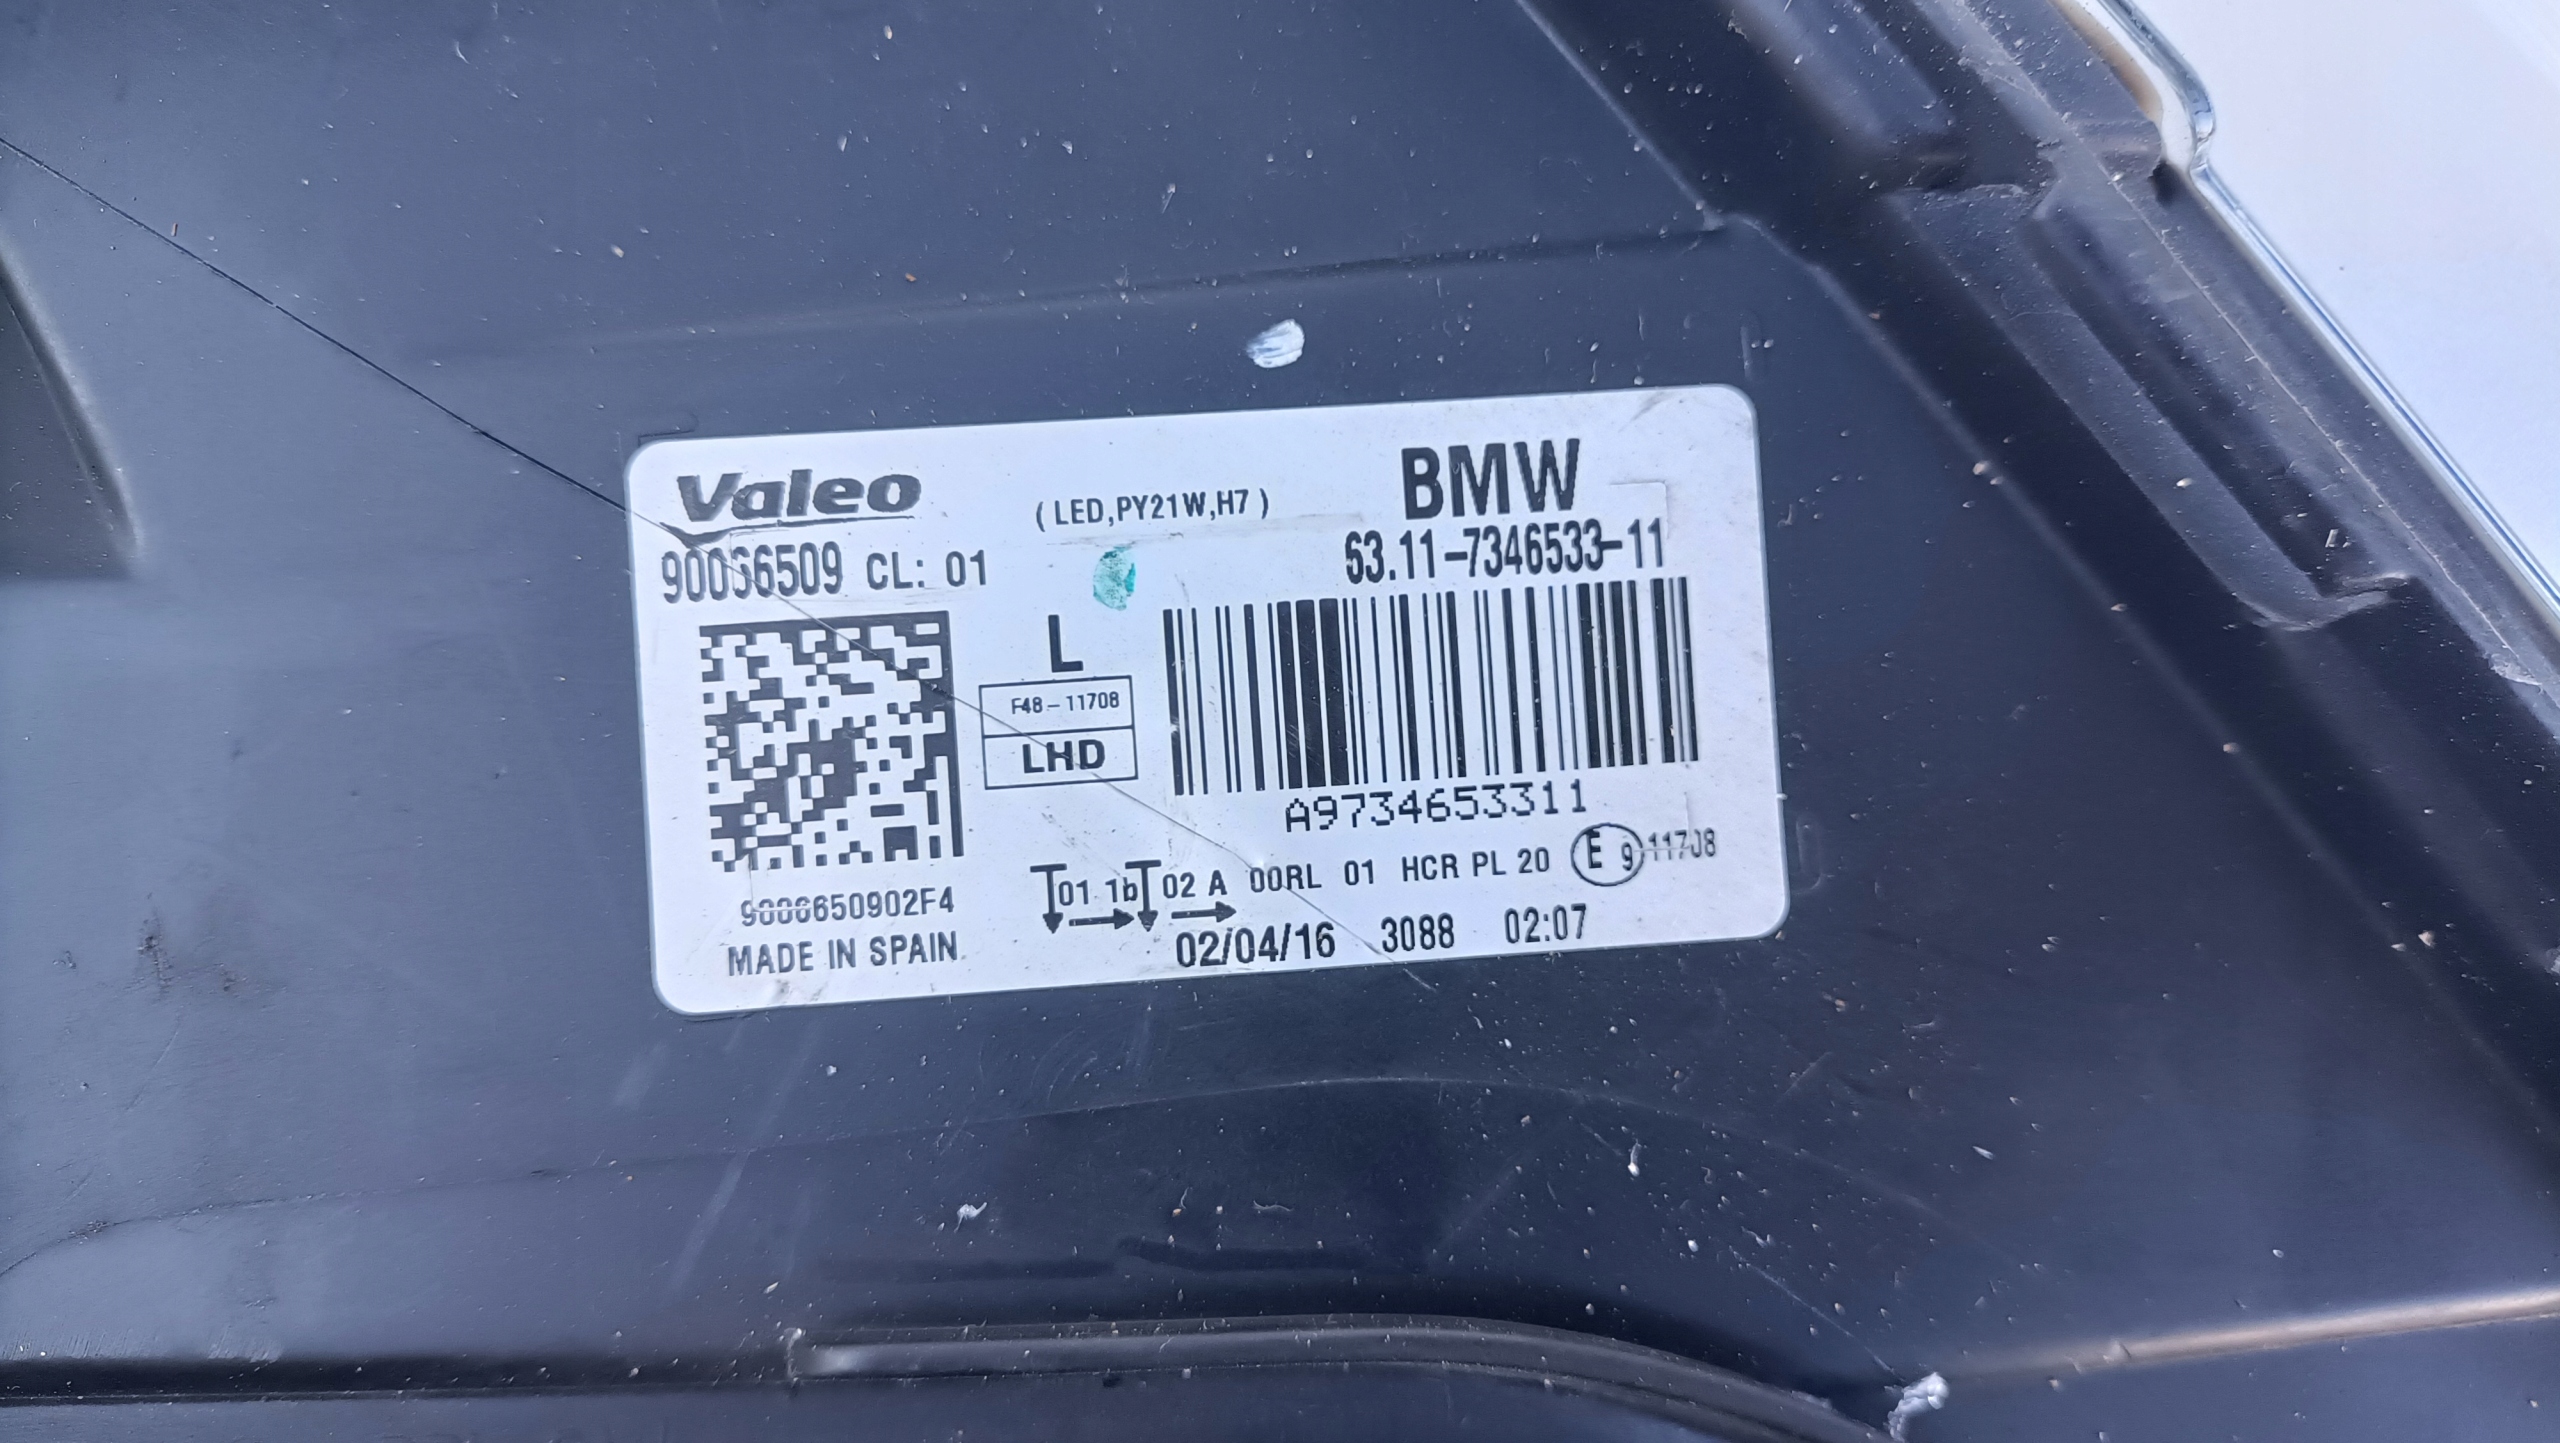 Valeo
(LED,PY21W,H7)
BMW
90066509 CL: 01
63.11-7346533-11
L
F48-11708
LHD
A9734653311
9006650902F4
01 1b 02 A 00RL 01 HCR PL 20 E 9 11708
MADE IN SPAIN
02/04/16 3088 02:07